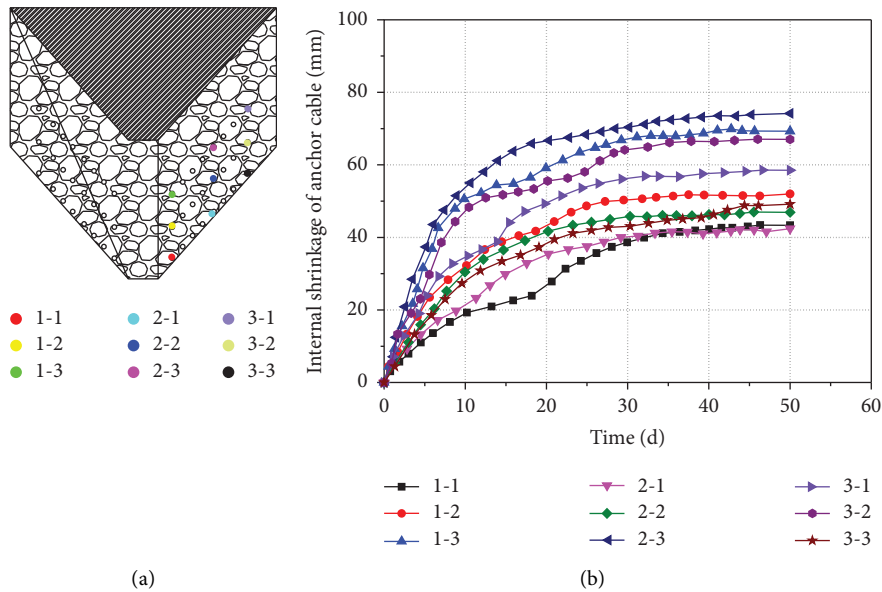 100
80
60
40
20
0
Internal shrinkage of anchor cable (mm)
0 10 20 30 40 50 60
Time (d)
1-1 2-1 3-1
1-2 2-2 3-2
1-3 2-3 3-3
(a)
1-1 2-1 3-1
1-2 2-2 3-2
1-3 2-3 3-3
(b)